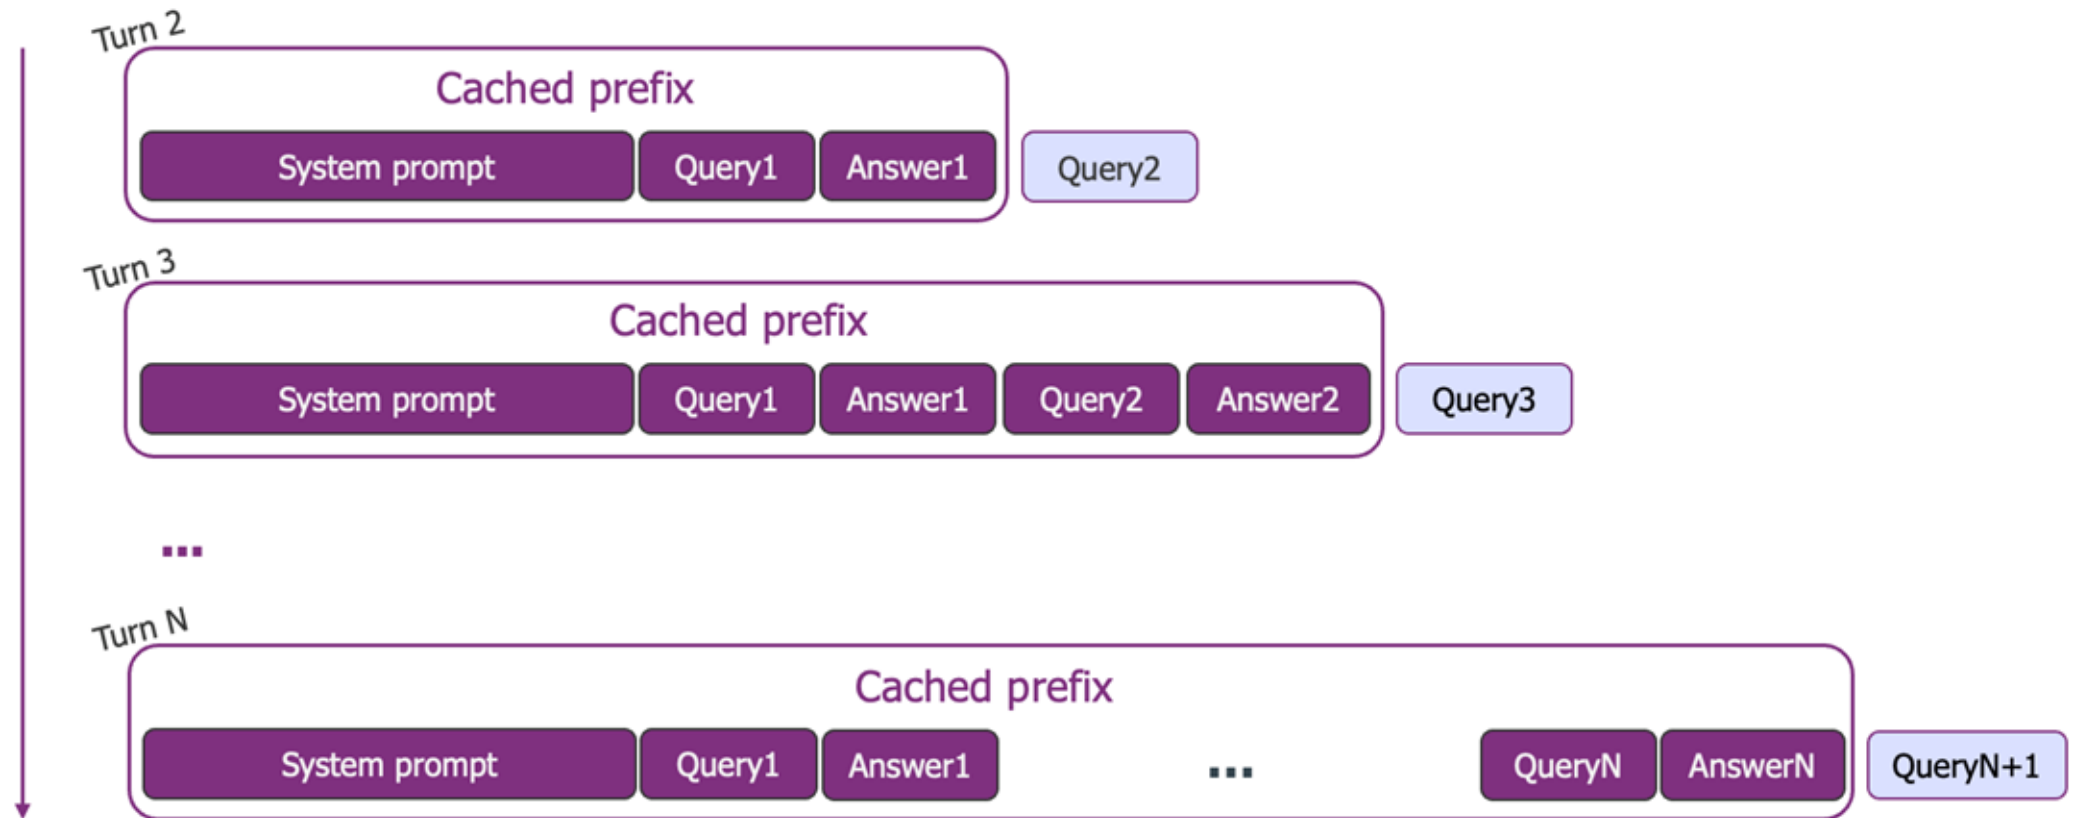 Turn 2
Cached prefix
System prompt Query1 Answer1 Query2
Turn 3
Cached prefix
System prompt Query1 Answer1 Query2 Answer2 Query3
...
Turn N
Cached prefix
System prompt Query1 Answer1 ... QueryN AnswerN QueryN+1